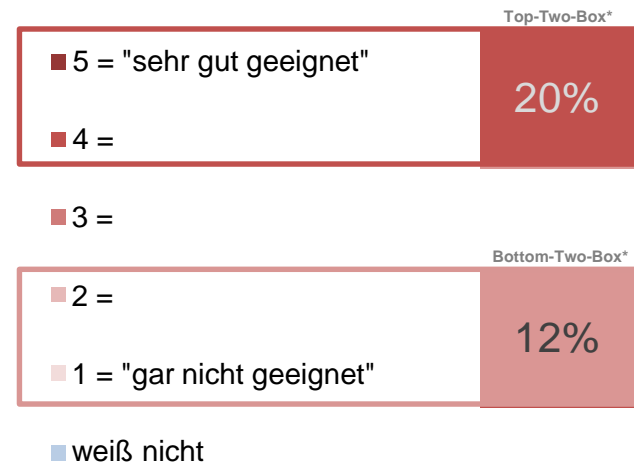 Top-Two-Box*
5 = "sehr gut geeignet"
20%
4 =
3 =
Bottom-Two-Box*
2 =
12%
1 = "gar nicht geeignet"
weiß nicht